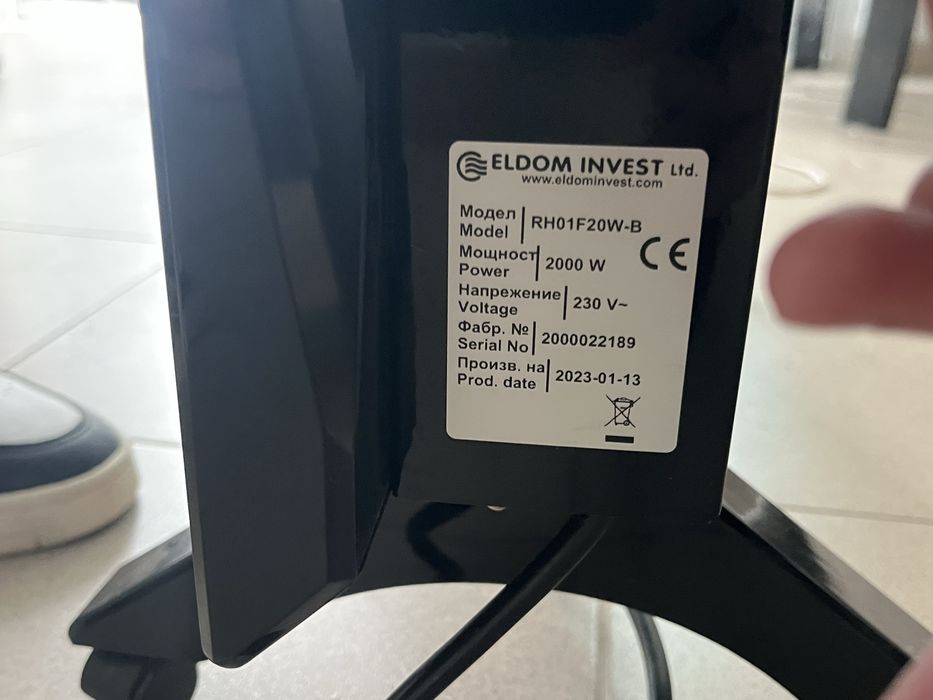 ELDOM INVEST Ltd.
www.eldominvest.com
Модел
Model
RH01F20W-B
CE
Мощност
Power
2000 W
Напрежение
Voltage
230 V~
Фабр. №
Serial No
2000022189
Произв. на
Prod. date
2023-01-13